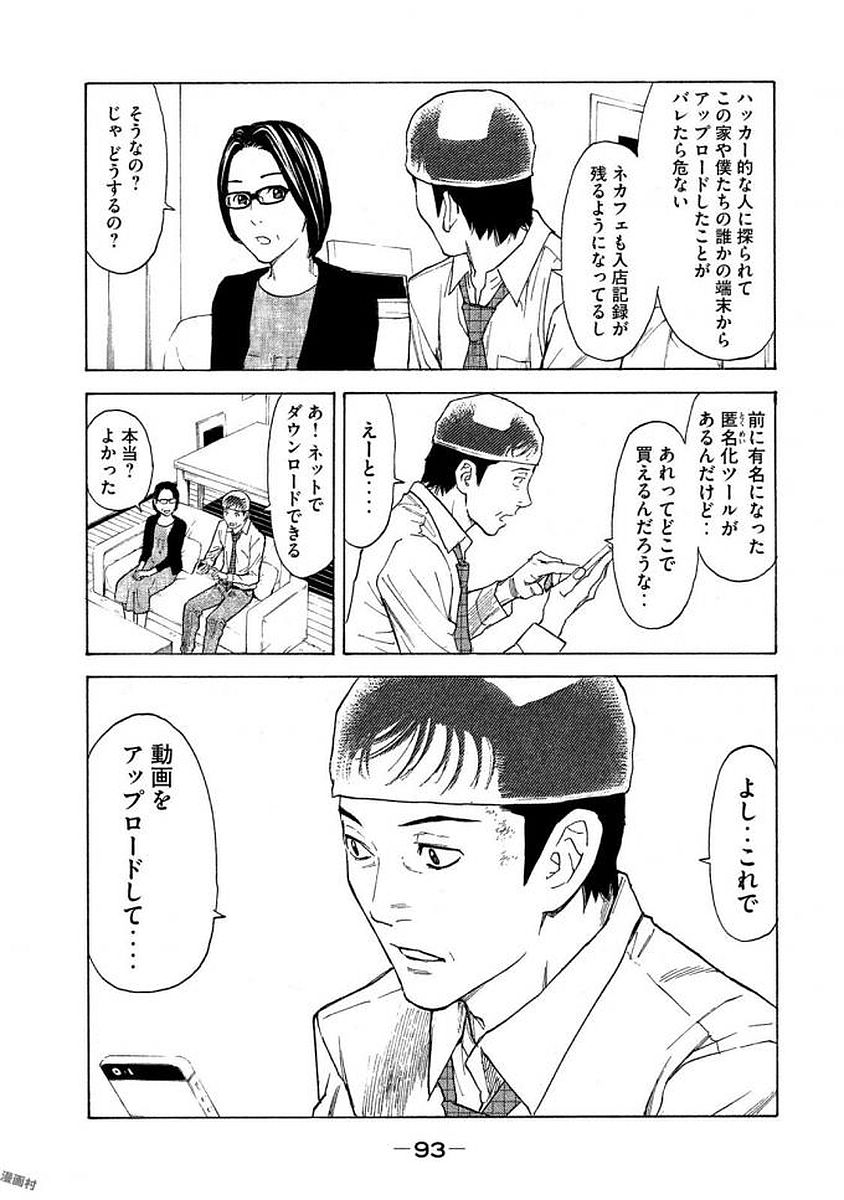 ハッカー的な人に探られて
この家や僕たちの誰かの端末から
アップロードしたことが
バレたら危ない
ネカフェも入店記録が
残るようになってるし
そうなの?
じゃ どうするの?
前に有名になった
匿名化ツールが
とくめい
あるんだけど‥
あれってどこで
買えるんだろうな‥
えーと‥‥
あ!ネットで
ダウンロードできる
本当?
よかった
よし‥これで
動画を
アップロードして‥‥
0・1
—93—
漫画村